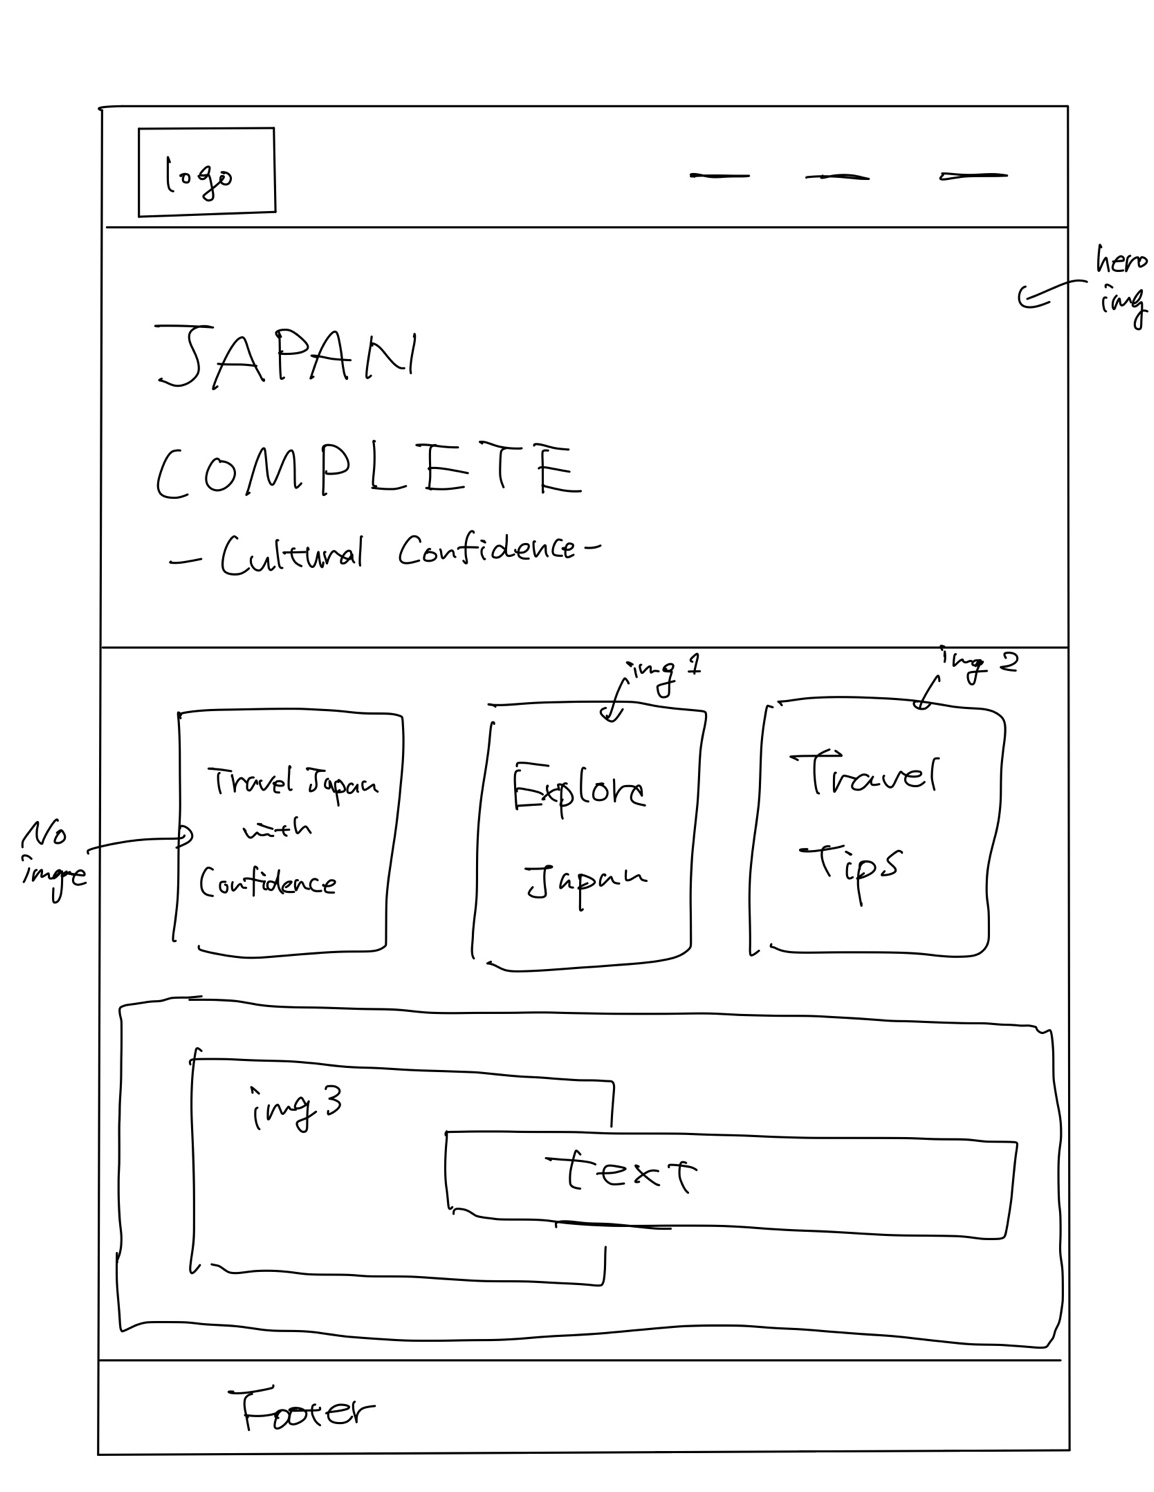 logo
hero
img
JAPAN
COMPLETE
- Cultural Confidence -
img 1
img 2
No
imge
Travel Japan
with
Confidence
Explore
Japan
Travel
Tips
img 3
text
Footer